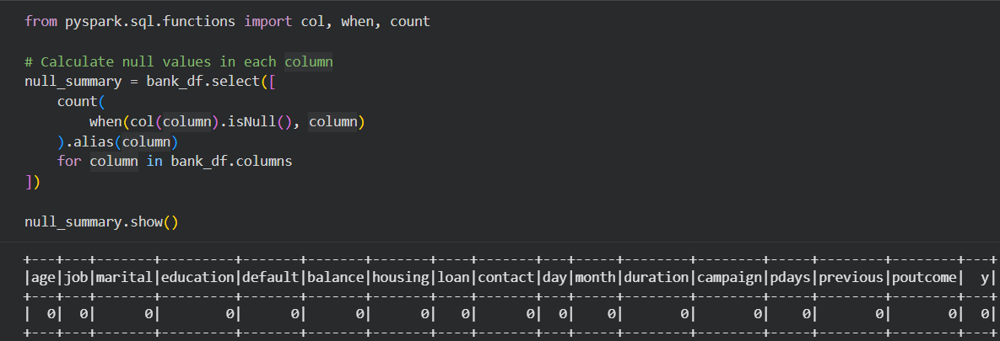 from pyspark.sql.functions import col, when, count
# Calculate null values in each column
null_summary = bank_df.select([
    count(
        when(col(column).isNull(), column)
    ).alias(column)
    for column in bank_df.columns
])
null_summary.show()
+---+---+-------+---------+-------+-------+-------+----+-------+---+-----+--------+--------+-----+--------+--------+---+
|age|job|marital|education|default|balance|housing|loan|contact|day|month|duration|campaign|pdays|previous|poutcome|  y|
+---+---+-------+---------+-------+-------+-------+----+-------+---+-----+--------+--------+-----+--------+--------+---+
|  0|  0|      0|        0|      0|      0|      0|   0|      0|  0|    0|       0|       0|    0|       0|       0|  0|
+---+---+-------+---------+-------+-------+-------+----+-------+---+-----+--------+--------+-----+--------+--------+---+